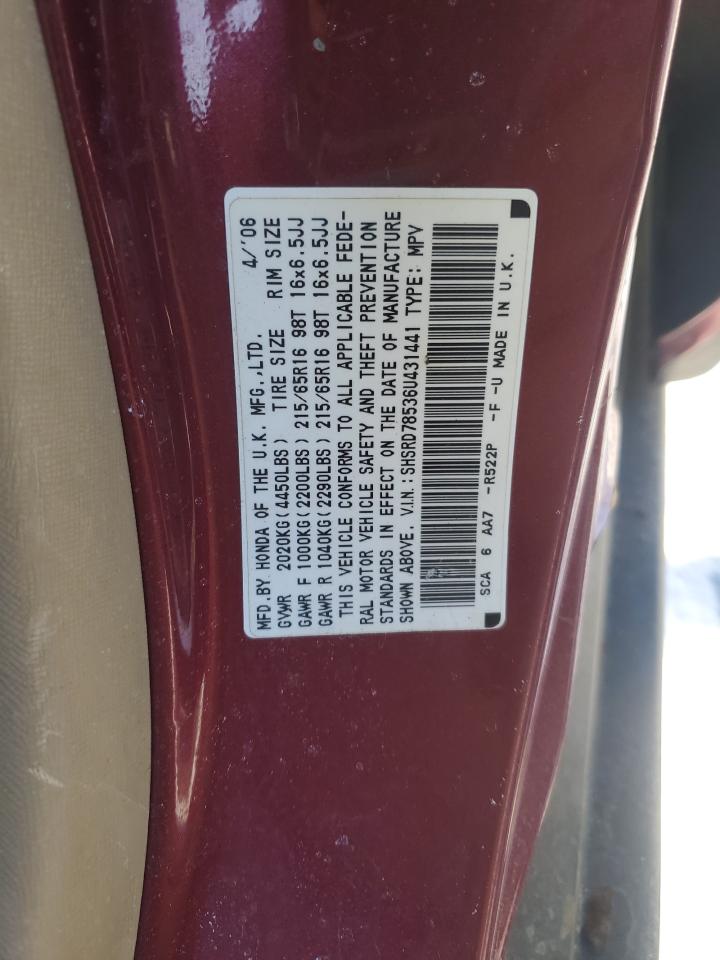 MFD.BY HONDA OF THE U.K. MFG.,LTD. 4/'06
GVWR 2020KG(4450LBS) TIRE SIZE RIM SIZE
GAWR F 1000KG(2200LBS) 215/65R16 98T 16x6.5JJ
GAWR R 1040KG(2290LBS) 215/65R16 98T 16x6.5JJ
THIS VEHICLE CONFORMS TO ALL APPLICABLE FEDE-
RAL MOTOR VEHICLE SAFETY AND THEFT PREVENTION
STANDARDS IN EFFECT ON THE DATE OF MANUFACTURE
SHOWN ABOVE. V.I.N.:SHSRD78536U431441 TYPE: MPV
SCA 6 AA7 -R522P -F -U MADE IN U.K.